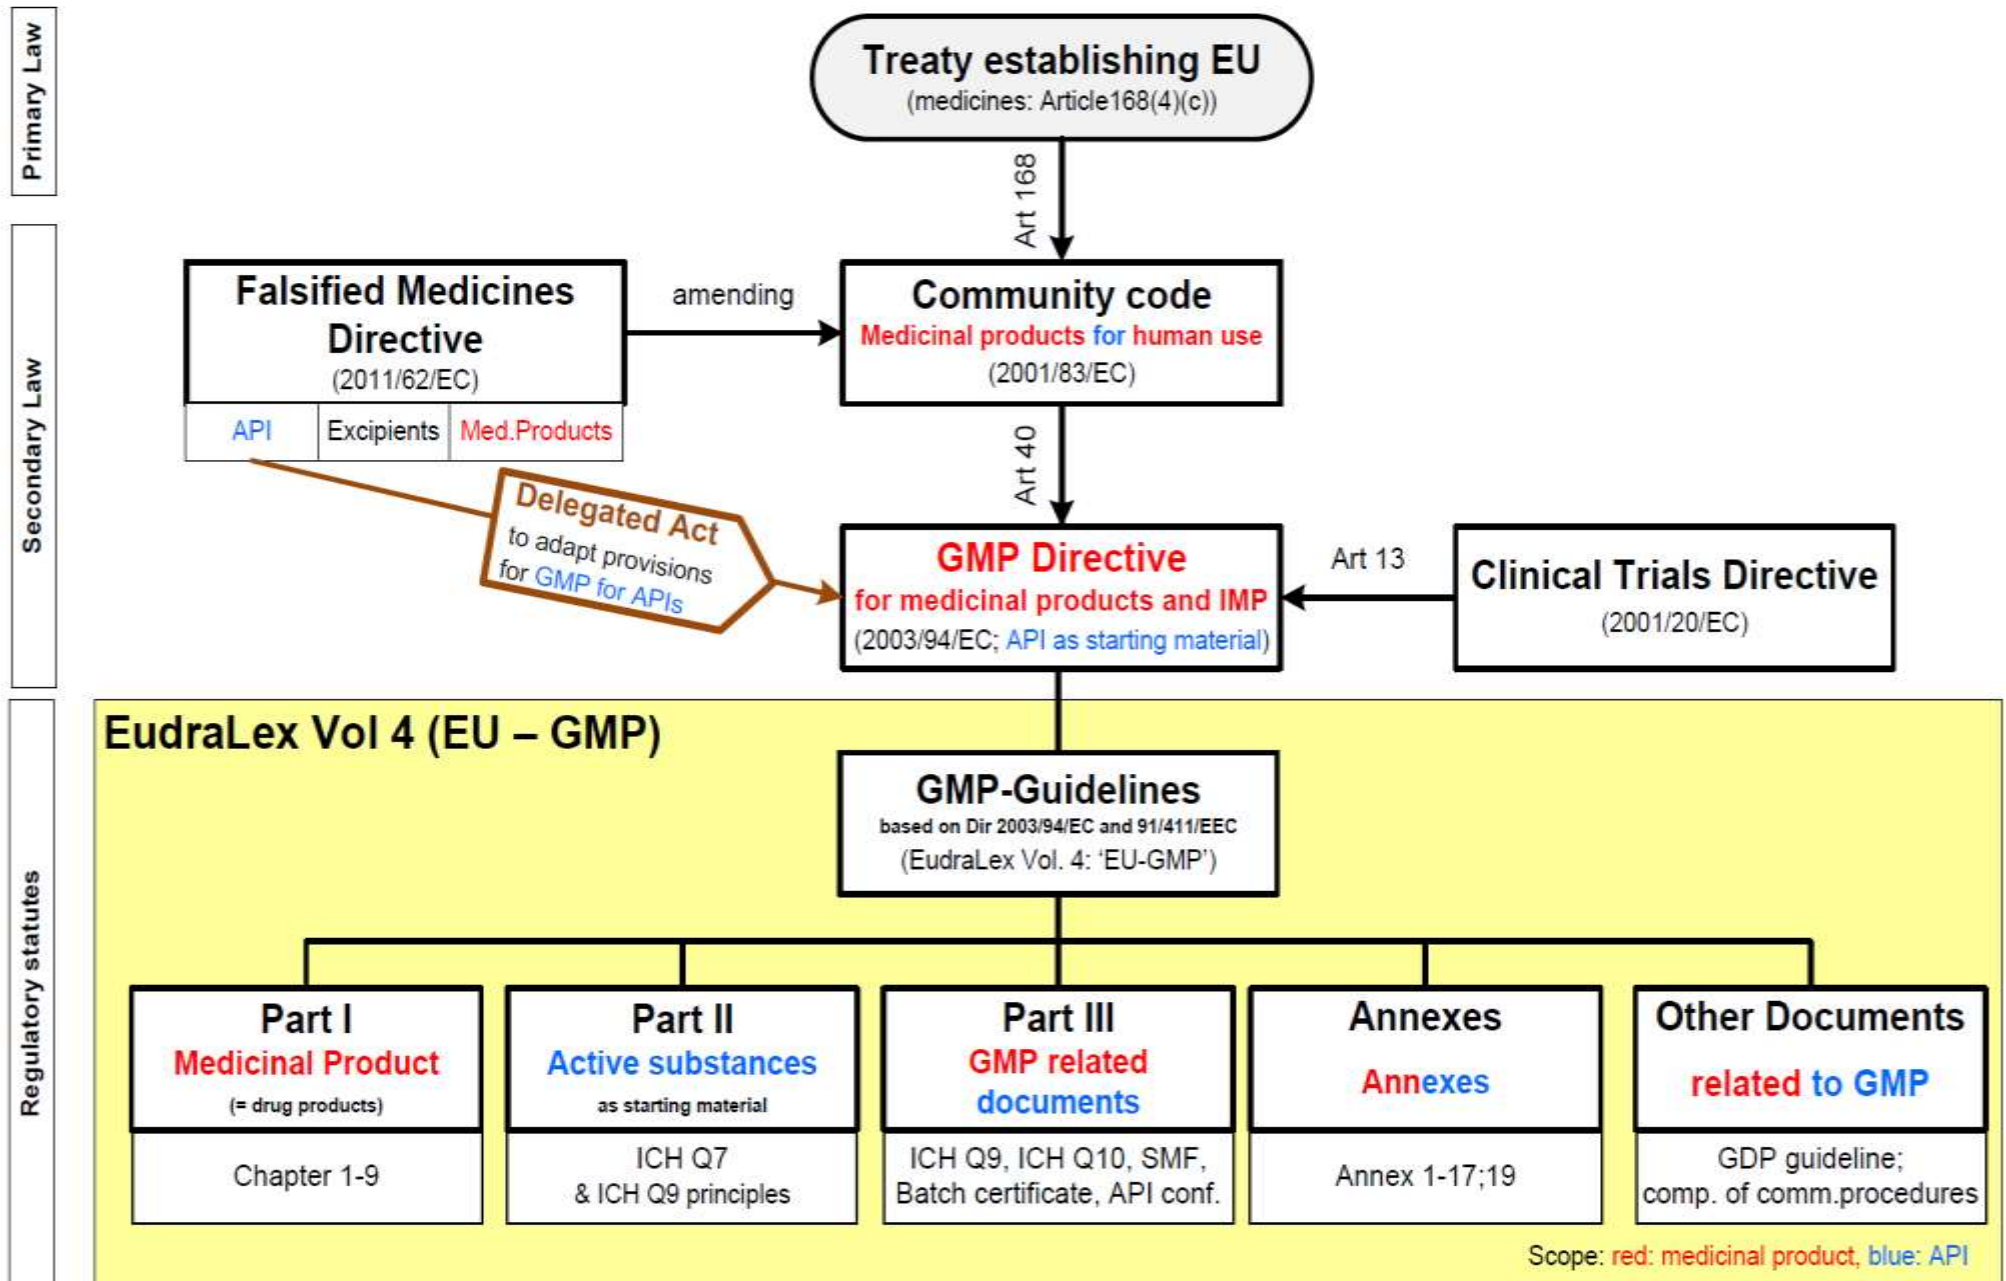 Primary Law
Treaty establishing EU
(medicines: Article168(4)(c))
Art 168
Secondary Law
Falsified Medicines
Directive
(2011/62/EC)
API
Excipients
Med.Products
amending
Community code
Medicinal products for human use
(2001/83/EC)
Art 40
Delegated Act
to adapt provisions
for GMP for APIs
GMP Directive
for medicinal products and IMP
(2003/94/EC; API as starting material)
Art 13
Clinical Trials Directive
(2001/20/EC)
Regulatory statutes
EudraLex Vol 4 (EU – GMP)
GMP-Guidelines
based on Dir 2003/94/EC and 91/411/EEC
(EudraLex Vol. 4: ‘EU-GMP’)
Part I
Medicinal Product
(= drug products)
Chapter 1-9
Part II
Active substances
as starting material
ICH Q7
& ICH Q9 principles
Part III
GMP related
documents
ICH Q9, ICH Q10, SMF,
Batch certificate, API conf.
Annexes
Annexes
Annex 1-17;19
Other Documents
related to GMP
GDP guideline;
comp. of comm.procedures
Scope: red: medicinal product, blue: API